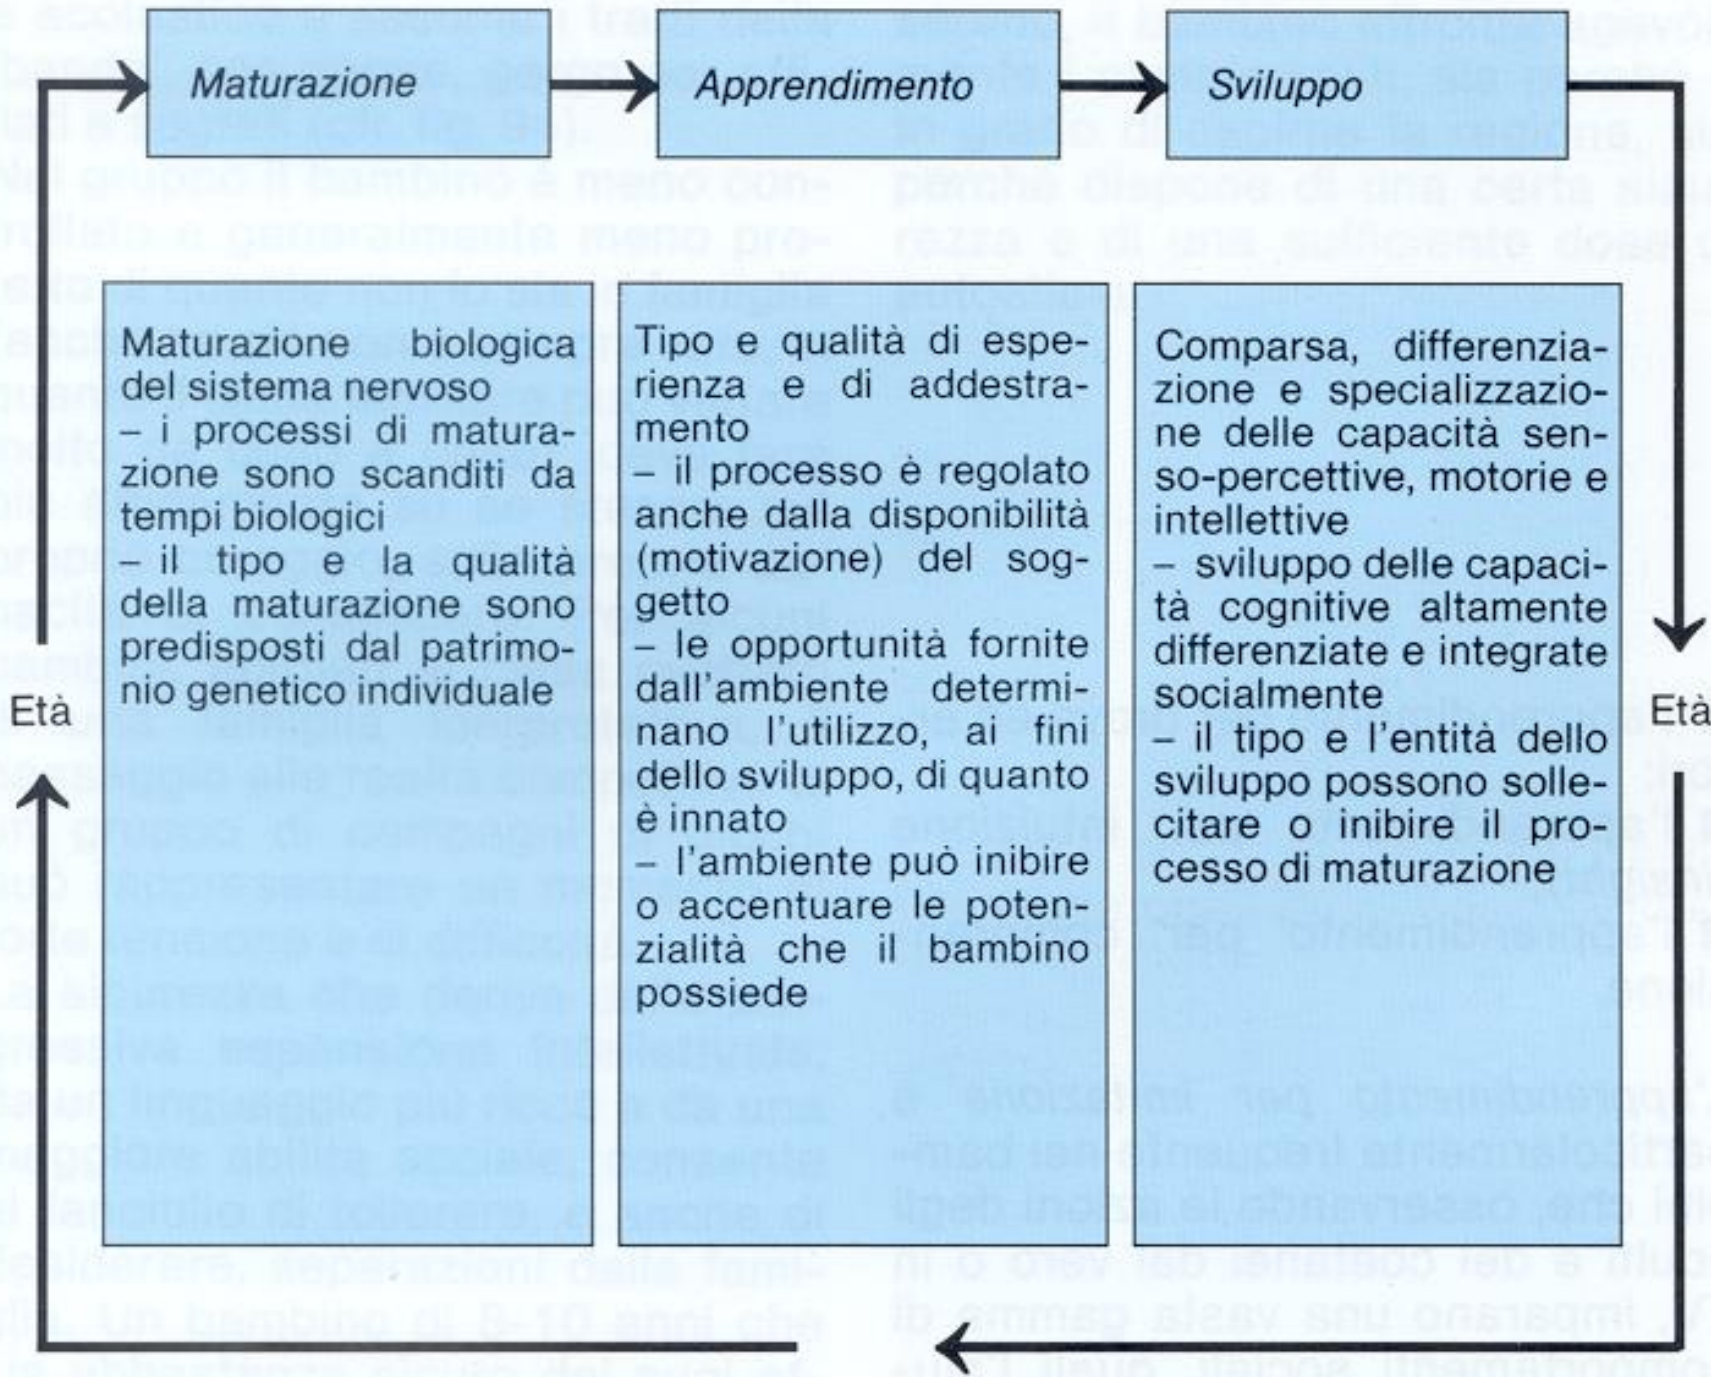 Maturazione
Apprendimento
Sviluppo
Maturazione biologica
del sistema nervoso
– i processi di matura-
zione sono scanditi da
tempi biologici
– il tipo e la qualità
della maturazione sono
predisposti dal patrimo-
nio genetico individuale
Tipo e qualità di espe-
rienza e di addestra-
mento
– il processo è regolato
anche dalla disponibilità
(motivazione) del sog-
getto
– le opportunità fornite
dall'ambiente determi-
nano l'utilizzo, ai fini
dello sviluppo, di quanto
è innato
– l'ambiente può inibire
o accentuare le poten-
zialità che il bambino
possiede
Comparsa, differenzia-
zione e specializzazio-
ne delle capacità sen-
so-percettive, motorie e
intellettive
– sviluppo delle capaci-
tà cognitive altamente
differenziate e integrate
socialmente
– il tipo e l'entità dello
sviluppo possono solle-
citare o inibire il pro-
cesso di maturazione
Età
Età